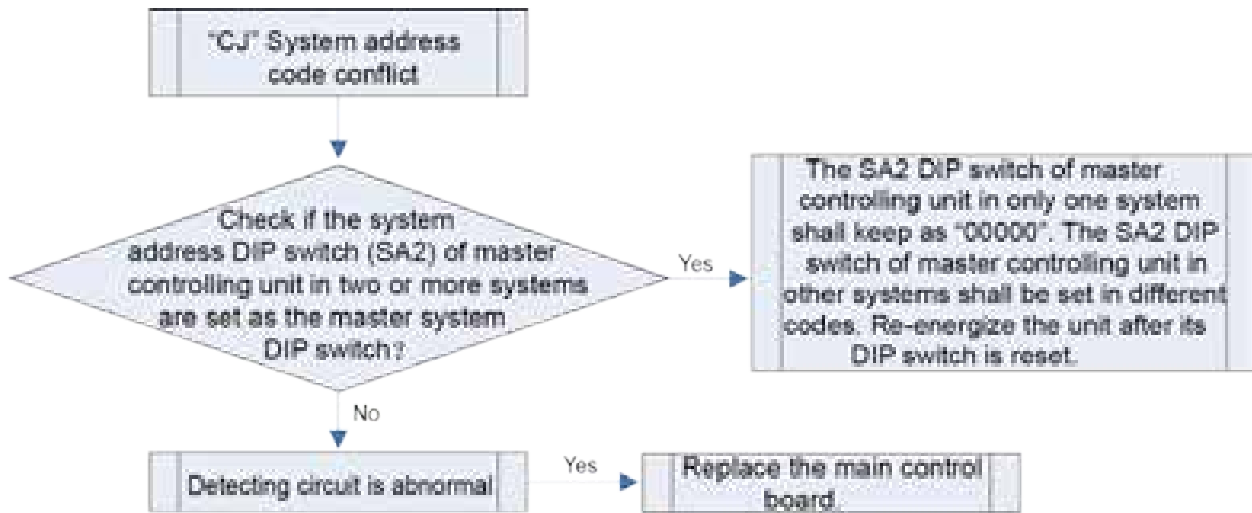 “CJ” System address
code conflict
Check if the system
address DIP switch (SA2) of master
controlling unit in two or more systems
are set as the master system
DIP switch?
Yes
The SA2 DIP switch of master
controlling unit in only one system
shall keep as “00000”. The SA2 DIP
switch of master controlling unit in
other systems shall be set in different
codes. Re-energize the unit after its
DIP switch is reset.
No
Detecting circuit is abnormal
Yes
Replace the main control
board.